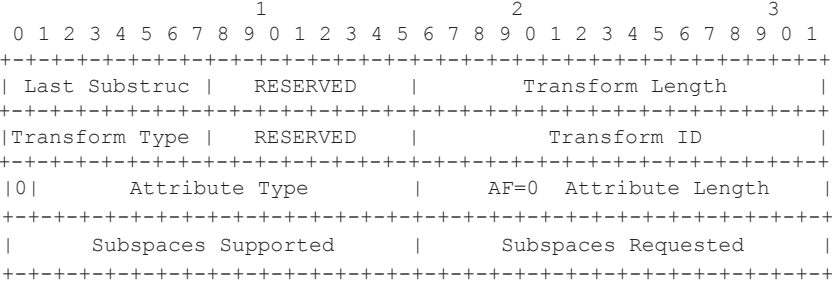 1                   2                   3
 0 1 2 3 4 5 6 7 8 9 0 1 2 3 4 5 6 7 8 9 0 1 2 3 4 5 6 7 8 9 0 1
+-+-+-+-+-+-+-+-+-+-+-+-+-+-+-+-+-+-+-+-+-+-+-+-+-+-+-+-+-+-+-+-+
| Last Substruc |   RESERVED    |        Transform Length       |
+-+-+-+-+-+-+-+-+-+-+-+-+-+-+-+-+-+-+-+-+-+-+-+-+-+-+-+-+-+-+-+-+
|Transform Type |   RESERVED    |          Transform ID         |
+-+-+-+-+-+-+-+-+-+-+-+-+-+-+-+-+-+-+-+-+-+-+-+-+-+-+-+-+-+-+-+-+
|0|       Attribute Type        |     AF=0  Attribute Length    |
+-+-+-+-+-+-+-+-+-+-+-+-+-+-+-+-+-+-+-+-+-+-+-+-+-+-+-+-+-+-+-+-+
|      Subspaces Supported      |      Subspaces Requested      |
+-+-+-+-+-+-+-+-+-+-+-+-+-+-+-+-+-+-+-+-+-+-+-+-+-+-+-+-+-+-+-+-+